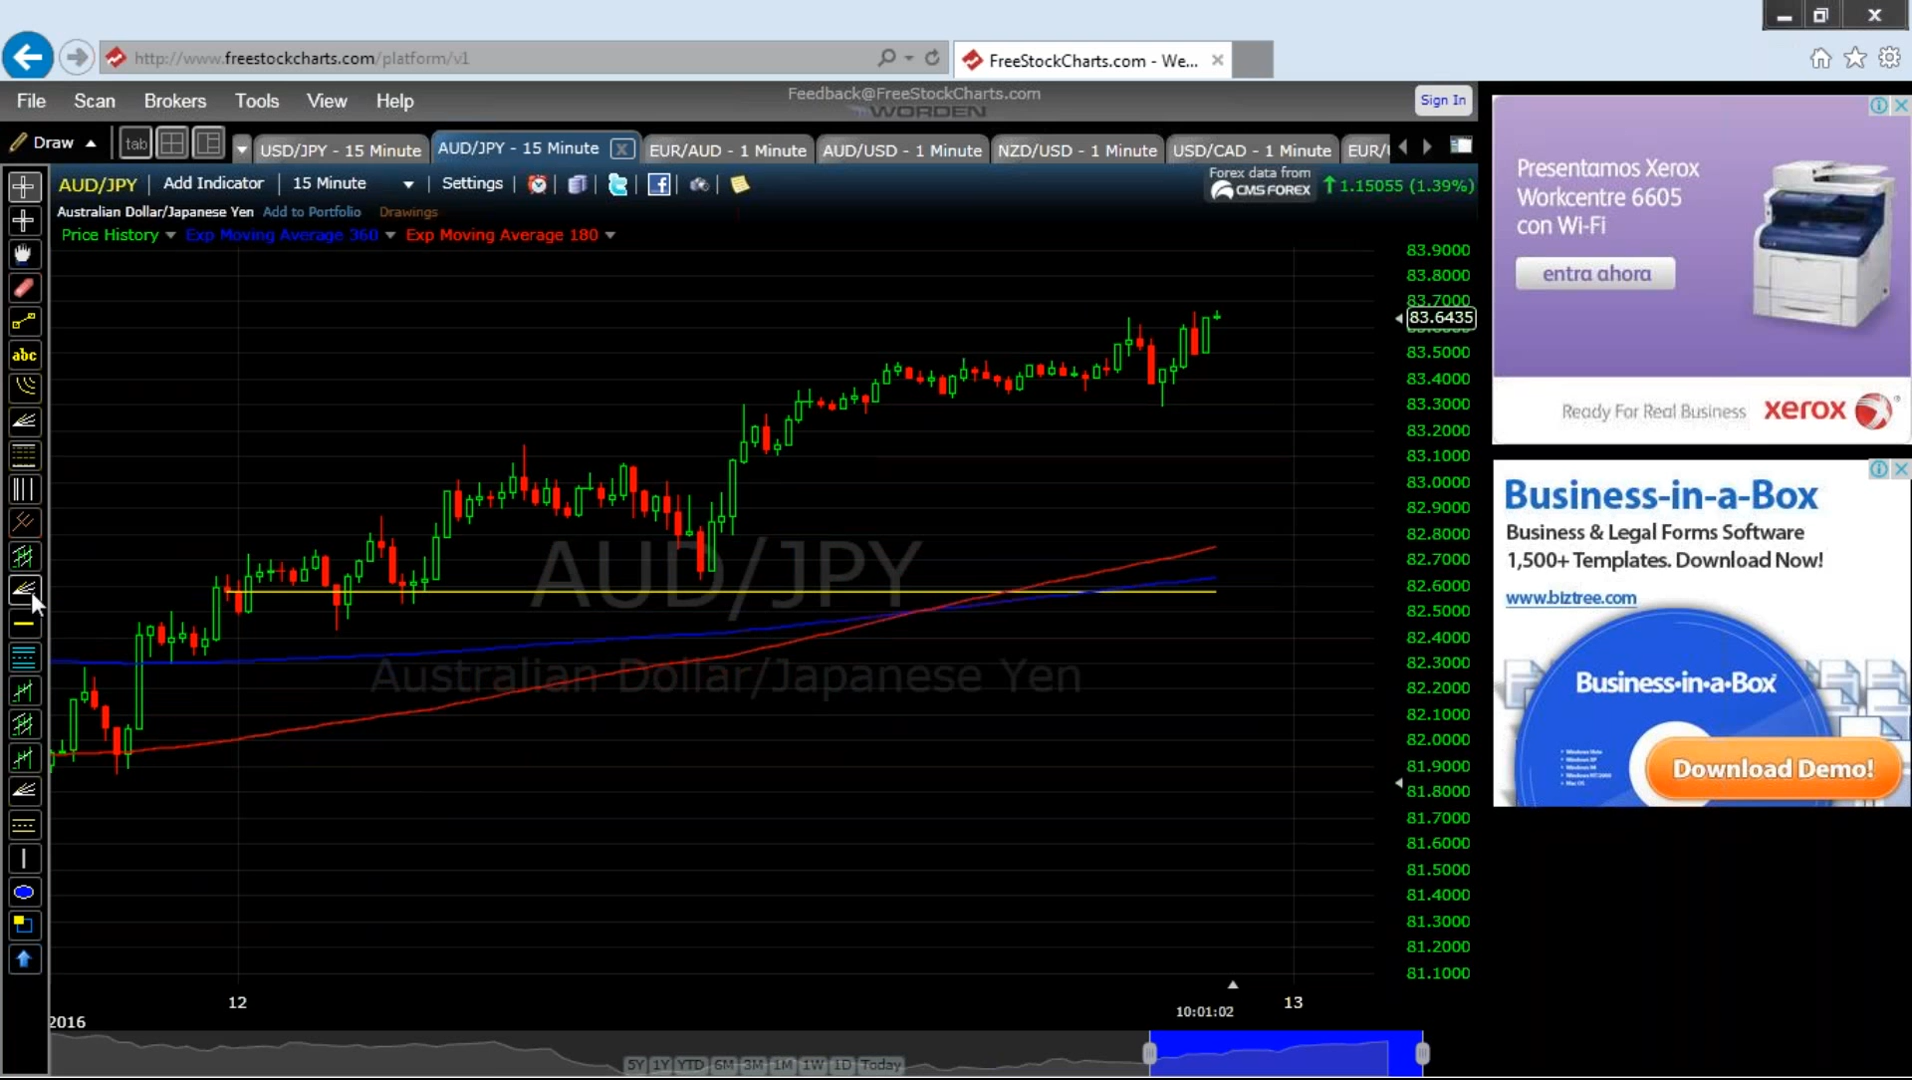 http://www.freestockcharts.com/platform/v1
FreeStockCharts.com - We...
File Scan Brokers Tools View Help
Feedback@FreeStockCharts.com
WORDEN
Sign In
Draw
tab
USD/JPY - 15 Minute
AUD/JPY - 15 Minute
EUR/AUD - 1 Minute
AUD/USD - 1 Minute
NZD/USD - 1 Minute
USD/CAD - 1 Minute
EUR/
AUD/JPY
Add Indicator
15 Minute
Settings
Forex data from
CMS FOREX
1.15055 (1.39%)
Australian Dollar/Japanese Yen Add to Portfolio Drawings
Price History Exp Moving Average 360 Exp Moving Average 180
abc
83.9000
83.8000
83.7000
83.6435
83.5000
83.4000
83.3000
83.2000
83.1000
83.0000
82.9000
82.8000
82.7000
82.6000
82.5000
82.4000
82.3000
82.2000
82.1000
82.0000
81.9000
81.8000
81.7000
81.6000
81.5000
81.4000
81.3000
81.2000
81.1000
AUD/JPY
Australian Dollar/Japanese Yen
12
10:01:02
13
2016
5Y 1Y YTD 6M 3M 1M 1W 1D Today
Presentamos Xerox
Workcentre 6605
con Wi-Fi
entra ahora
Ready For Real Business xerox
Business-in-a-Box
Business & Legal Forms Software
1,500+ Templates. Download Now!
www.biztree.com
Business-in-a-Box
Download Demo!